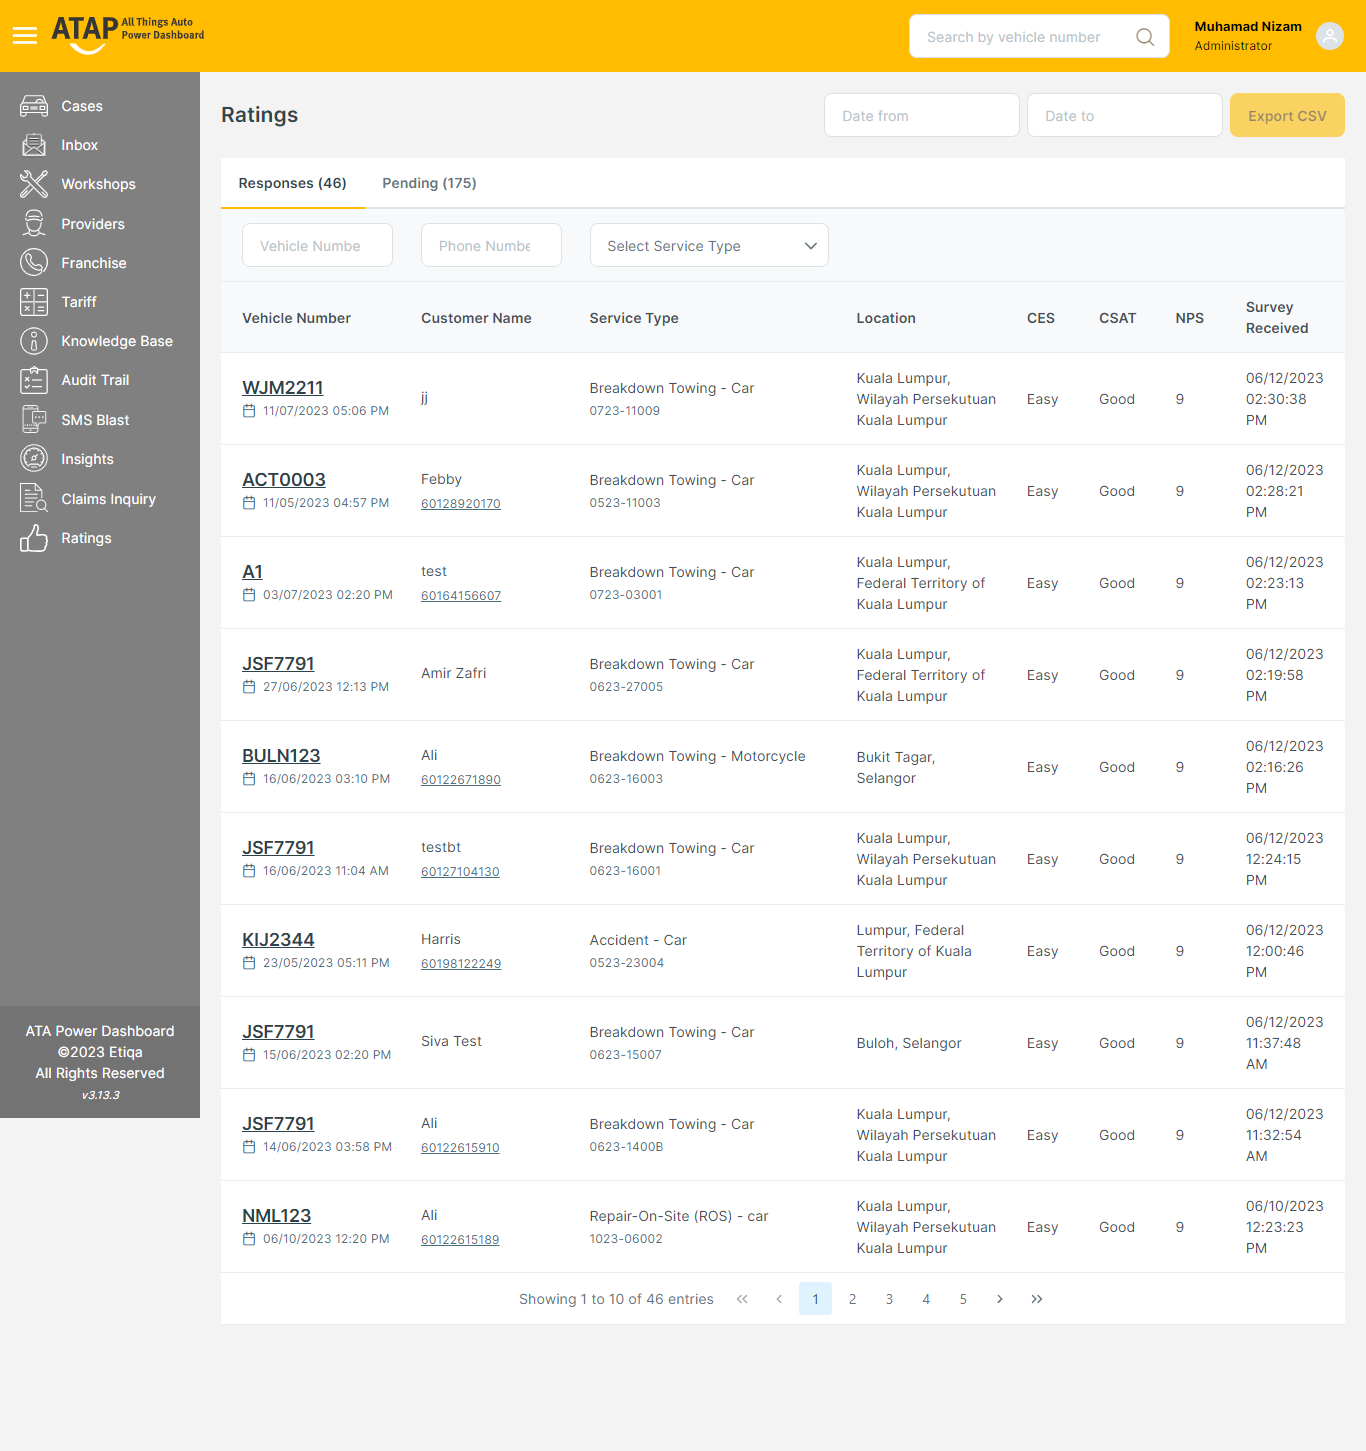 ATAP All Things Auto
Power Dashboard
Search by vehicle number
Muhamad Nizam
Administrator
Cases
Inbox
Workshops
Providers
Franchise
Tariff
Knowledge Base
Audit Trail
SMS Blast
Insights
Claims Inquiry
Ratings
ATA Power Dashboard
©2023 Etiqa
All Rights Reserved
v3.13.3
Ratings
Date from
Date to
Export CSV
Responses (46)
Pending (175)
Vehicle Numbe
Phone Numbe
Select Service Type
Vehicle Number
Customer Name
Service Type
Location
CES
CSAT
NPS
Survey
Received
WJM2211
11/07/2023 05:06 PM
jj
Breakdown Towing - Car
0723-11009
Kuala Lumpur,
Wilayah Persekutuan
Kuala Lumpur
Easy
Good
9
06/12/2023
02:30:38
PM
ACT0003
11/05/2023 04:57 PM
Febby
60128920170
Breakdown Towing - Car
0523-11003
Kuala Lumpur,
Wilayah Persekutuan
Kuala Lumpur
Easy
Good
9
06/12/2023
02:28:21
PM
A1
03/07/2023 02:20 PM
test
60164156607
Breakdown Towing - Car
0723-03001
Kuala Lumpur,
Federal Territory of
Kuala Lumpur
Easy
Good
9
06/12/2023
02:23:13
PM
JSF7791
27/06/2023 12:13 PM
Amir Zafri
Breakdown Towing - Car
0623-27005
Kuala Lumpur,
Federal Territory of
Kuala Lumpur
Easy
Good
9
06/12/2023
02:19:58
PM
BULN123
16/06/2023 03:10 PM
Ali
60122671890
Breakdown Towing - Motorcycle
0623-16003
Bukit Tagar,
Selangor
Easy
Good
9
06/12/2023
02:16:26
PM
JSF7791
16/06/2023 11:04 AM
testbt
60127104130
Breakdown Towing - Car
0623-16001
Kuala Lumpur,
Wilayah Persekutuan
Kuala Lumpur
Easy
Good
9
06/12/2023
12:24:15
PM
KIJ2344
23/05/2023 05:11 PM
Harris
60198122249
Accident - Car
0523-23004
Lumpur, Federal
Territory of Kuala
Lumpur
Easy
Good
9
06/12/2023
12:00:46
PM
JSF7791
15/06/2023 02:20 PM
Siva Test
Breakdown Towing - Car
0623-15007
Buloh, Selangor
Easy
Good
9
06/12/2023
11:37:48
AM
JSF7791
14/06/2023 03:58 PM
Ali
60122615910
Breakdown Towing - Car
0623-1400B
Kuala Lumpur,
Wilayah Persekutuan
Kuala Lumpur
Easy
Good
9
06/12/2023
11:32:54
AM
NML123
06/10/2023 12:20 PM
Ali
60122615189
Repair-On-Site (ROS) - car
1023-06002
Kuala Lumpur,
Wilayah Persekutuan
Kuala Lumpur
Easy
Good
9
06/10/2023
12:23:23
PM
Showing 1 to 10 of 46 entries
1 2 3 4 5